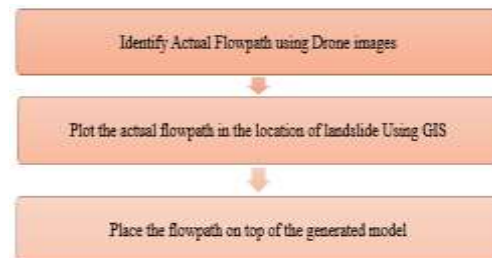 Identify Actual Flowpath using Drone images
Plot the actual flowpath in the location of landslide Using GIS
Place the flowpath on top of the generated model